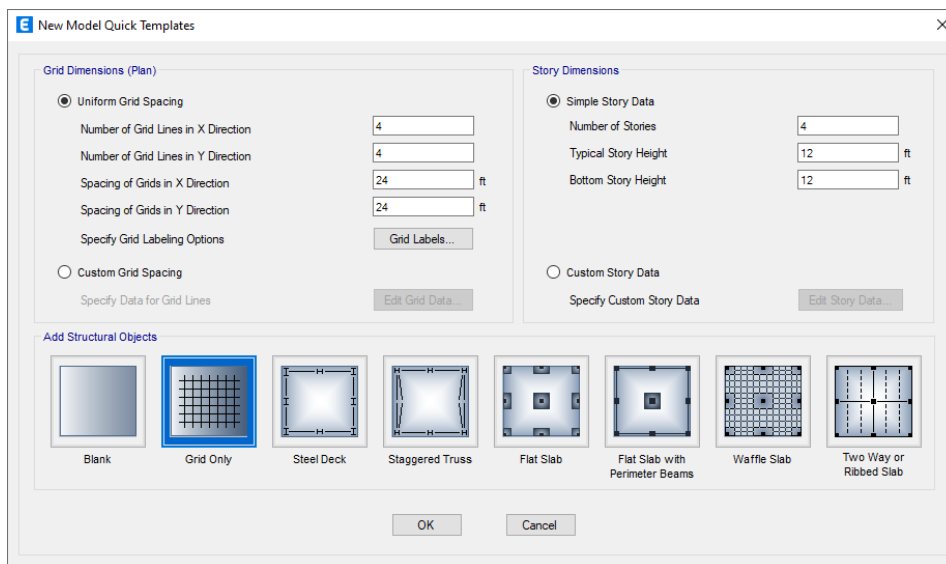 E New Model Quick Templates
Grid Dimensions (Plan)
Uniform Grid Spacing
Number of Grid Lines in X Direction 4
Number of Grid Lines in Y Direction 4
Spacing of Grids in X Direction 24 ft
Spacing of Grids in Y Direction 24 ft
Specify Grid Labeling Options Grid Labels...
Custom Grid Spacing
Specify Data for Grid Lines Edit Grid Data...
Story Dimensions
Simple Story Data
Number of Stories 4
Typical Story Height 12 ft
Bottom Story Height 12 ft
Custom Story Data
Specify Custom Story Data Edit Story Data...
Add Structural Objects
Blank
Grid Only
Steel Deck
Staggered Truss
Flat Slab
Flat Slab with
Perimeter Beams
Waffle Slab
Two Way or
Ribbed Slab
OK
Cancel